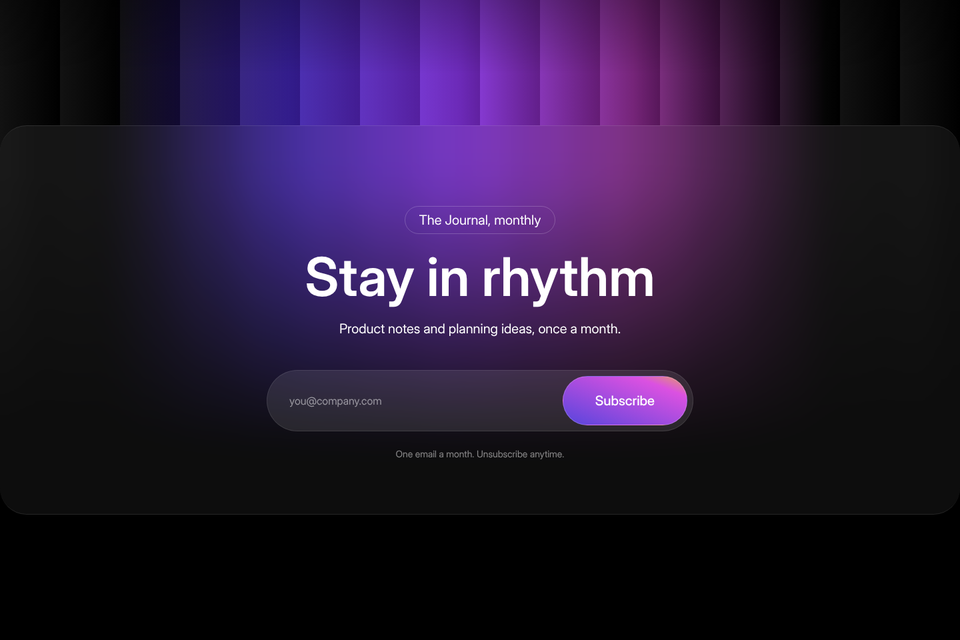 The Journal, monthly
Stay in rhythm
Product notes and planning ideas, once a month.
you@company.com
Subscribe
One email a month. Unsubscribe anytime.